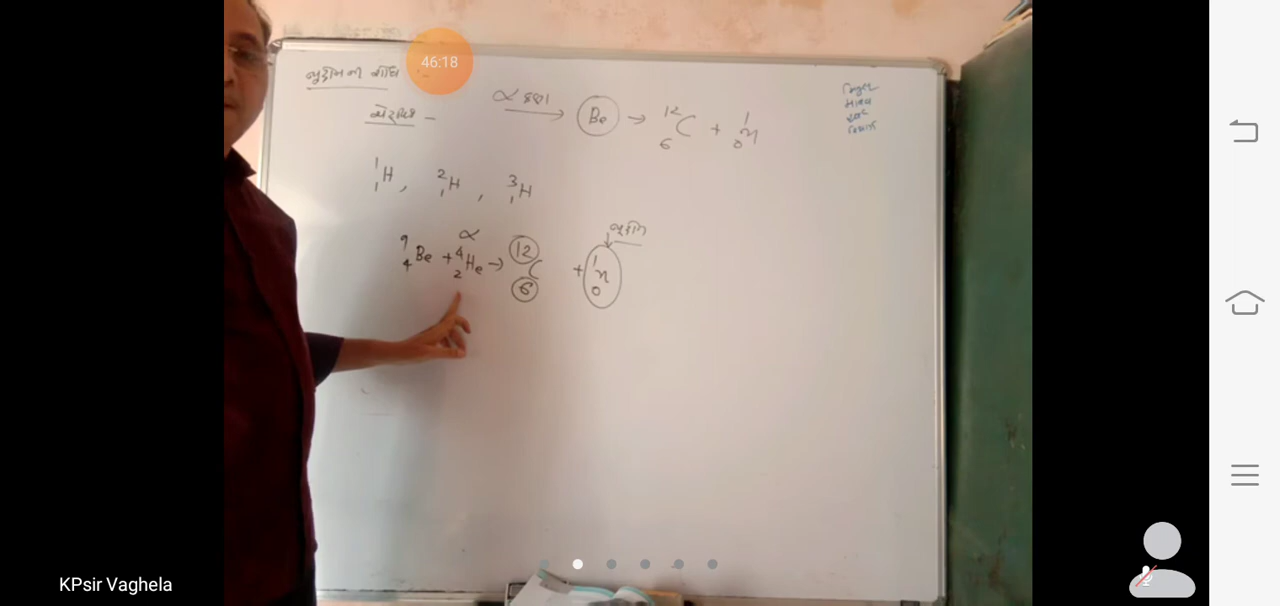 46:18
ન્યુટ્રોનની શોધ :-
α કણ → Be → ¹²₆C + ¹₀n
¹₁H, ²₁H, ³₁H
ન્યુટ્રોન
α
⁹₄Be + ⁴₂He → ¹²₆C + ¹₀n
KPsir Vaghela